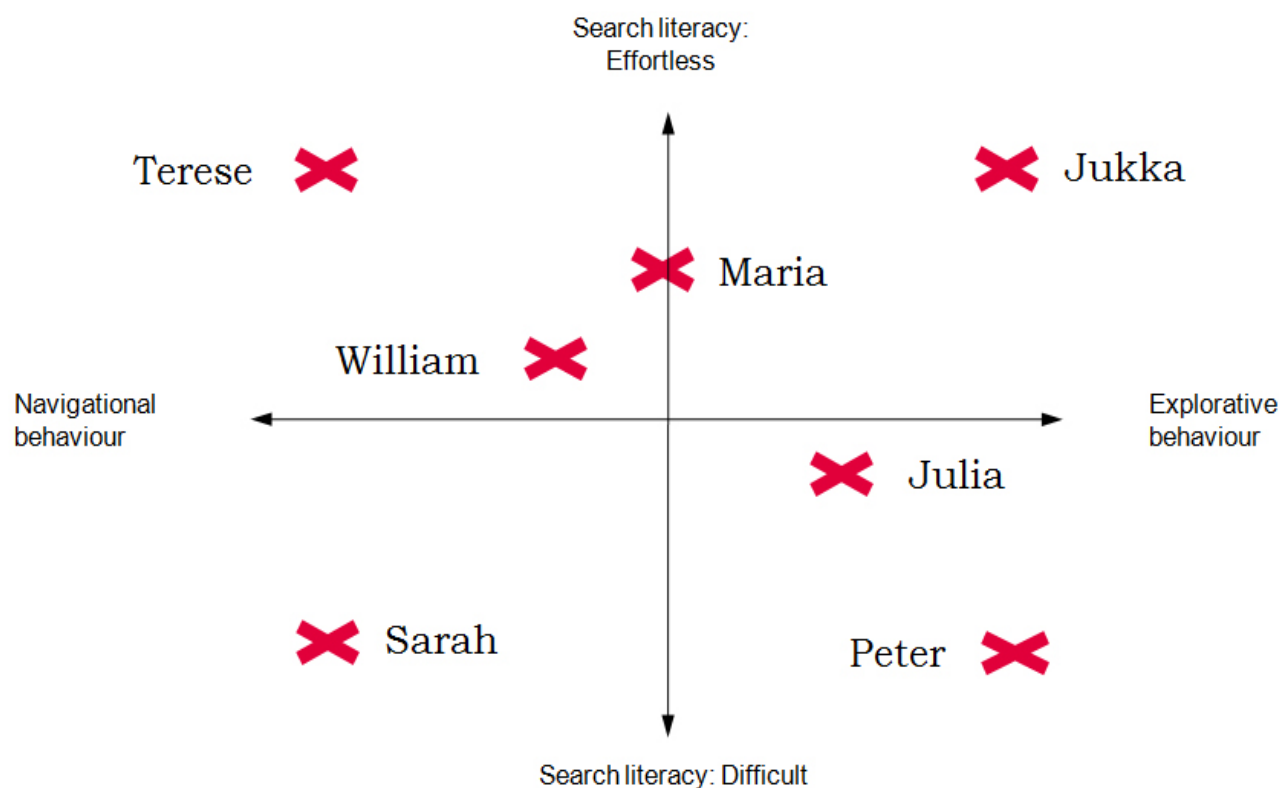 Search literacy:
Effortless
Terese
Jukka
Maria
William
Navigational
behaviour
Explorative
behaviour
Julia
Sarah
Peter
Search literacy: Difficult